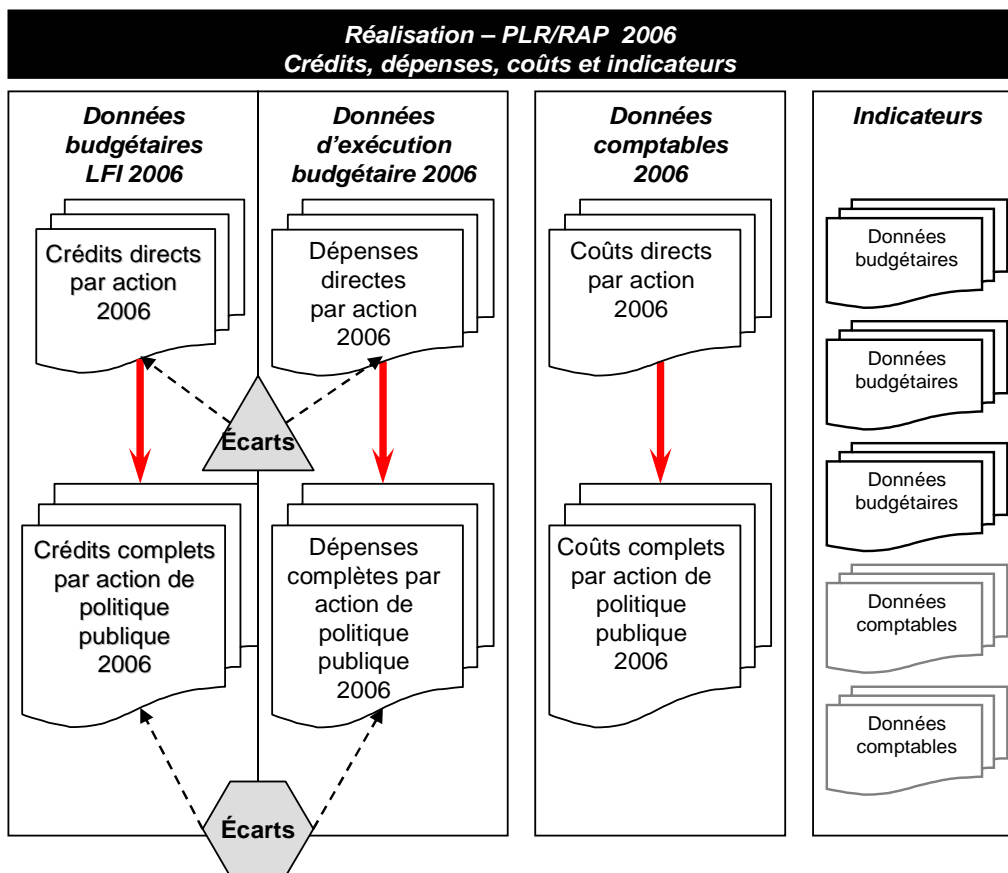 Réalisation – PLR/RAP 2006
Crédits, dépenses, coûts et indicateurs
Données
budgétaires
LFI 2006
Crédits directs
par action
2006
Crédits complets
par action de
politique
publique
2006
Données
d'exécution
budgétaire 2006
Dépenses
directes
par action
2006
Dépenses
complètes par
action de
politique
publique
2006
Écarts
Écarts
Données
comptables
2006
Coûts directs
par action
2006
Coûts complets
par action de
politique
publique
2006
Indicateurs
Données
budgétaires
Données
budgétaires
Données
budgétaires
Données
comptables
Données
comptables